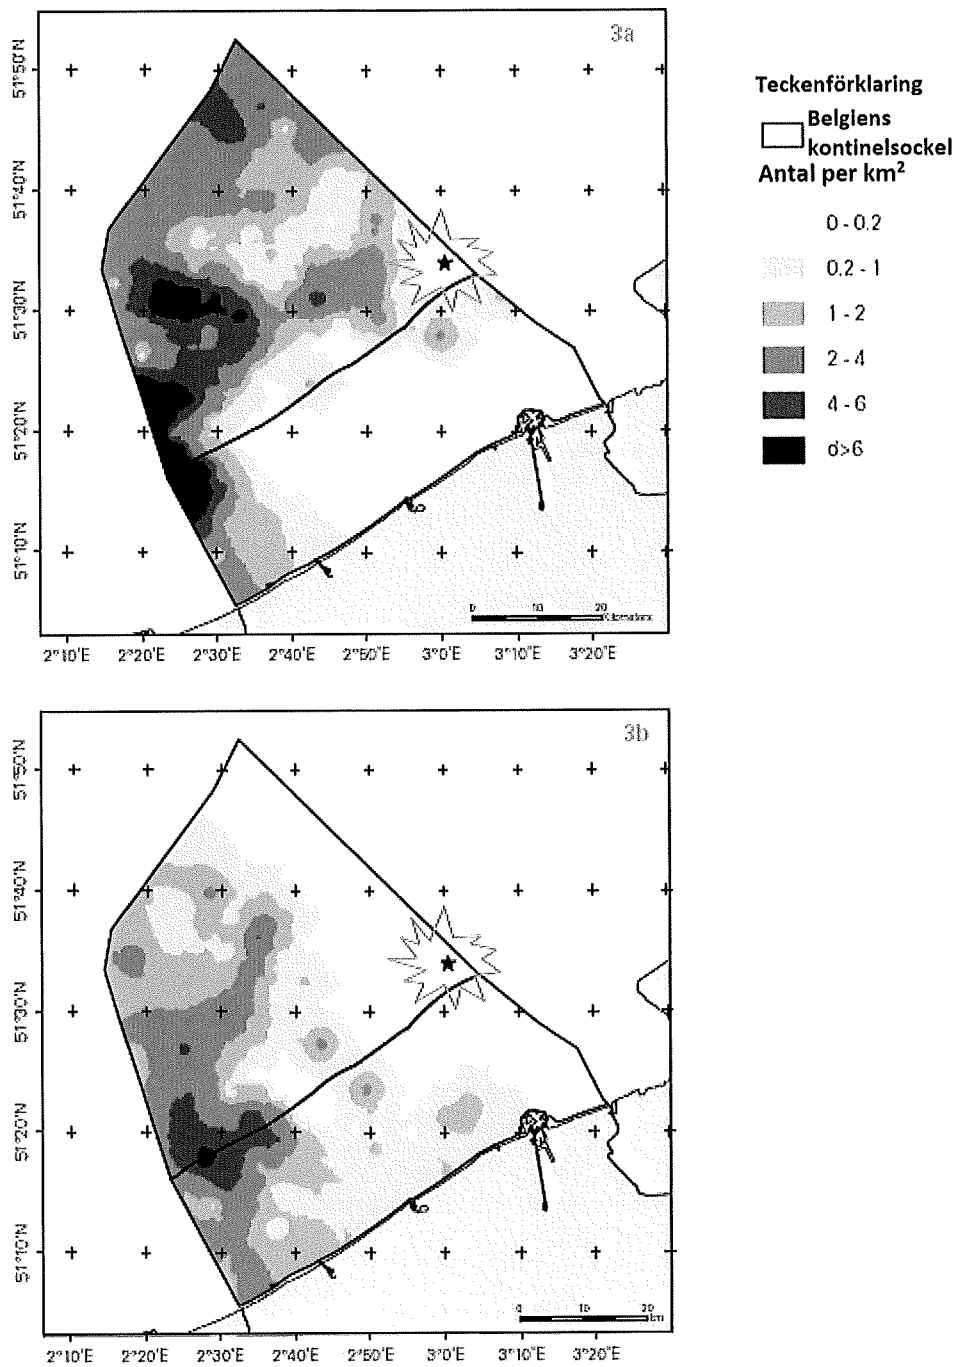 3a
51°50'N
51°40'N
51°30'N
51°20'N
51°10'N
0 10 20
Kilometers
2°10'E 2°20'E 2°30'E 2°40'E 2°50'E 3°0'E 3°10'E 3°20'E
Teckenförklaring
Belgiens
kontinelsockel
Antal per km²
0 - 0.2
0.2 - 1
1 - 2
2 - 4
4 - 6
d>6
3b
51°50'N
51°40'N
51°30'N
51°20'N
51°10'N
0 10 20
km
2°10'E 2°20'E 2°30'E 2°40'E 2°50'E 3°0'E 3°10'E 3°20'E